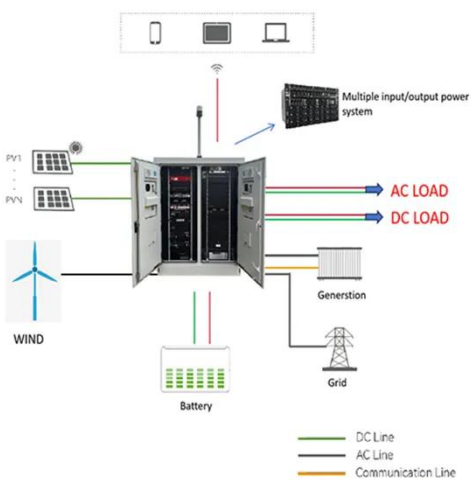 Multiple input/output power
system
PV1
PVN
AC LOAD
DC LOAD
WIND
Generstion
Grid
Battery
DC Line
AC Line
Communication Line